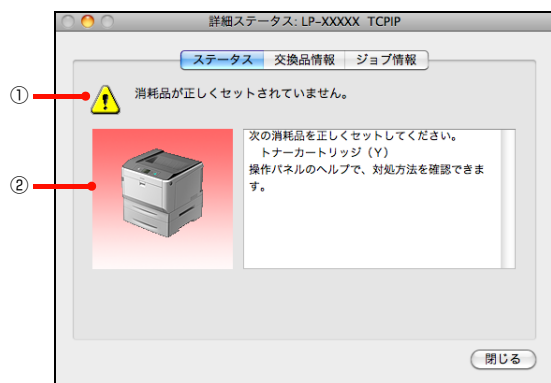 詳細ステータス: LP-XXXXX TCPIP
ステータス 交換品情報 ジョブ情報
① 消耗品が正しくセットされていません。
②
次の消耗品を正しくセットしてください。
トナーカートリッジ（Y）
操作パネルのヘルプで、対処方法を確認できま
す。
閉じる